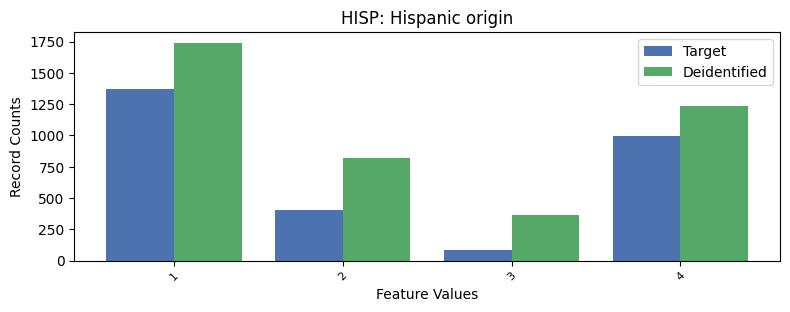 HISP: Hispanic origin
Target
Deidentified
Record Counts
1750
1500
1250
1000
750
500
250
0
1
2
3
4
Feature Values